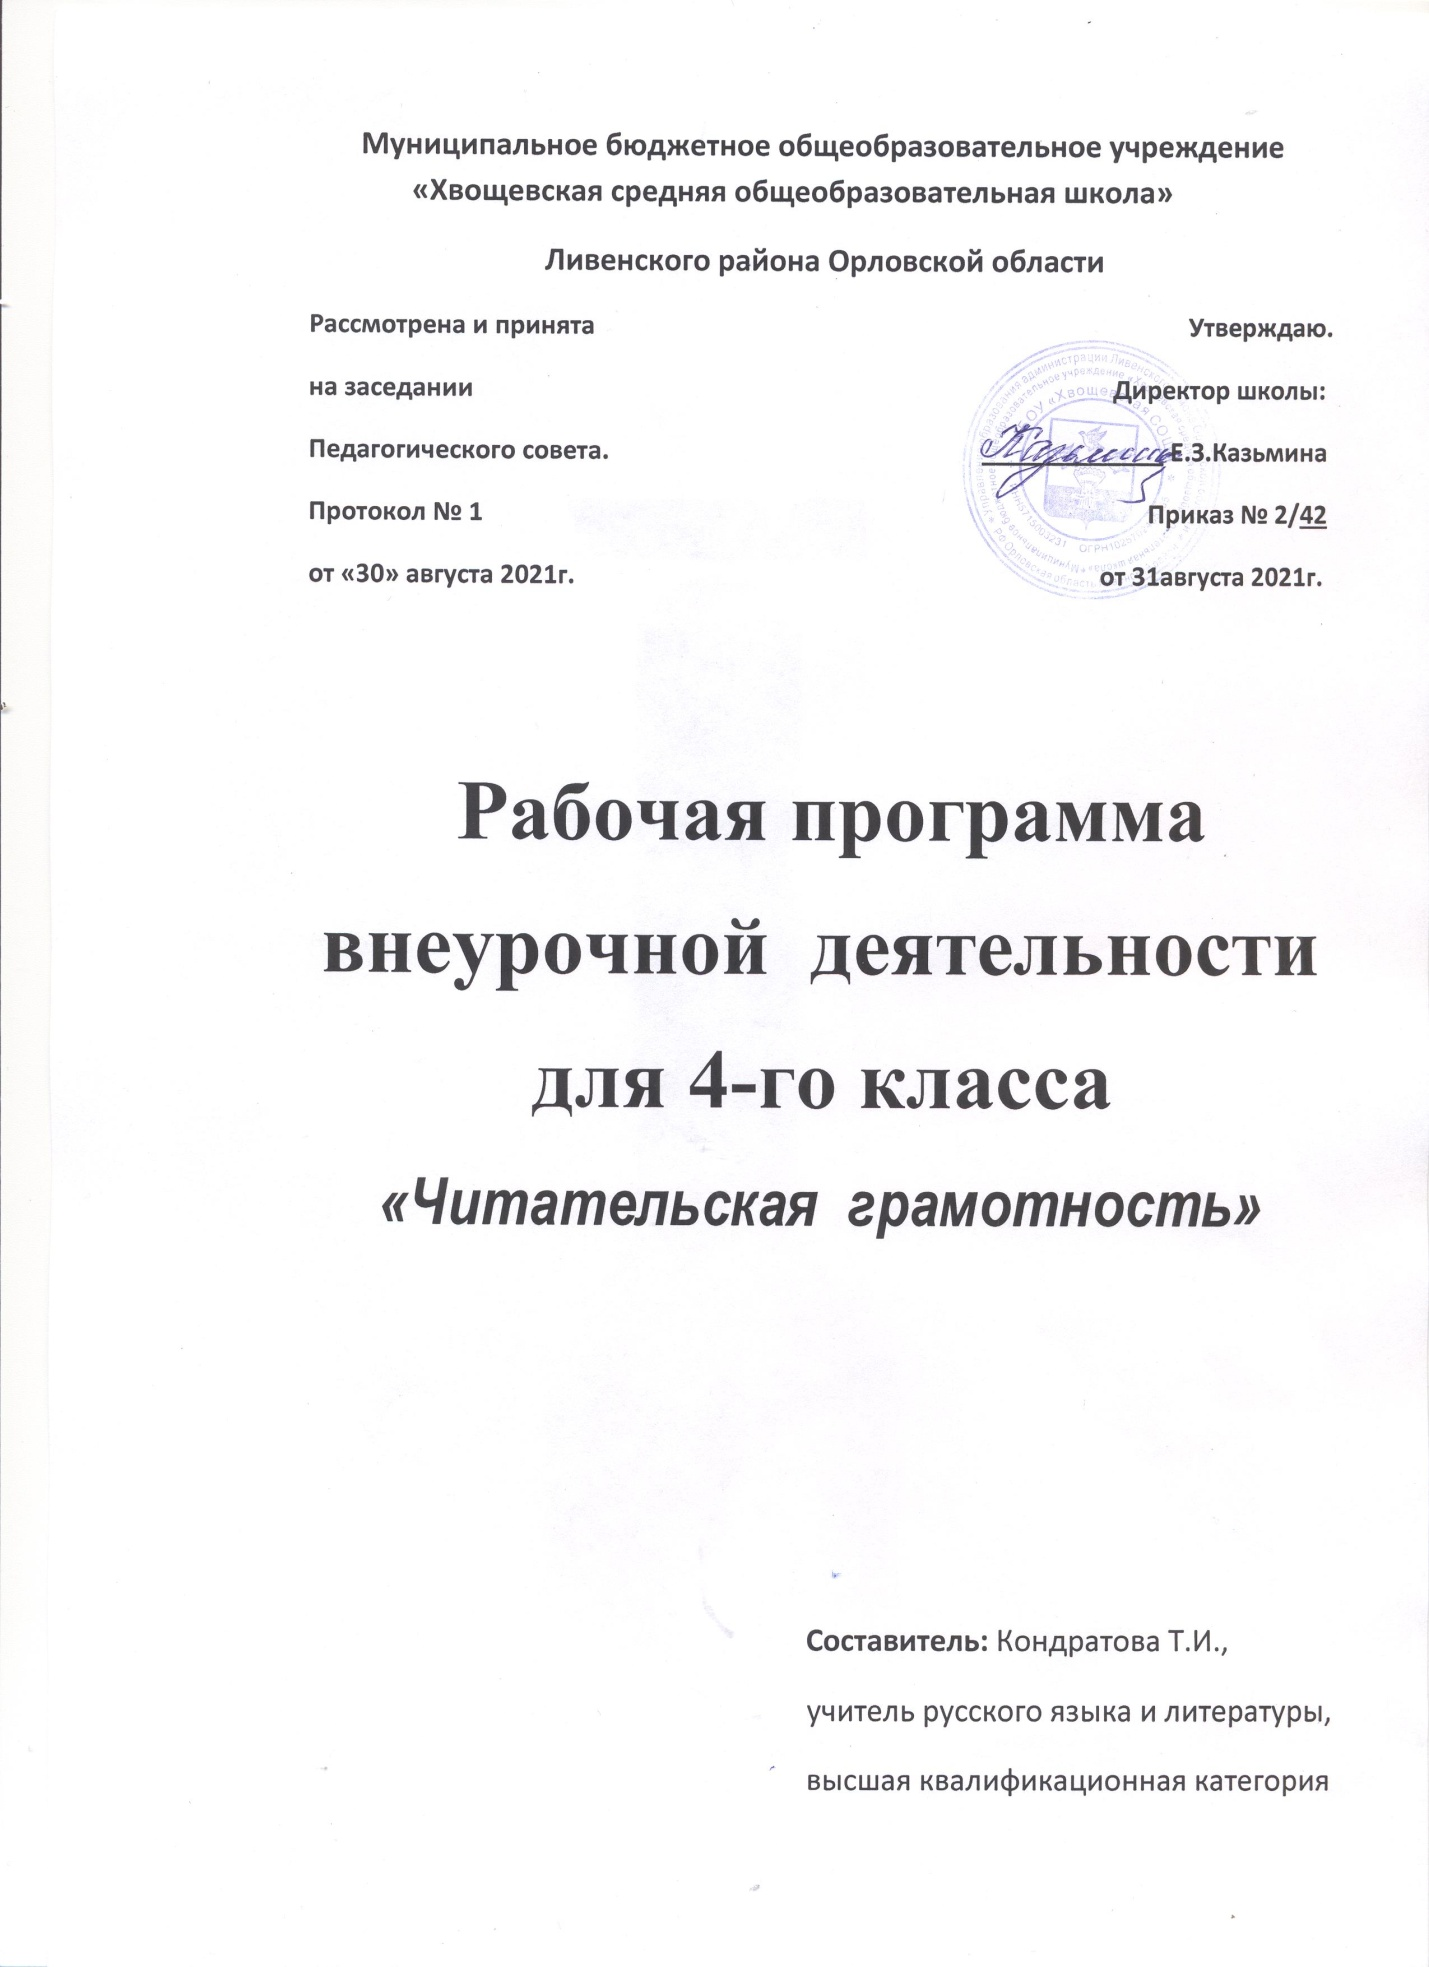 Муниципальное бюджетное общеобразовательное учреждение
«Хвощевская средняя общеобразовательная школа»
Ливенского района Орловской области
Рассмотрена и принята
Утверждаю.
на заседании
Директор школы:
Педагогического совета.
Казьмина Е.З.Казьмина
Протокол № 1
Приказ № 2/42
от «30» августа 2021г.
от 31августа 2021г.
Рабочая программа
внеурочной деятельности
для 4-го класса
«Читательская грамотность»
Составитель: Кондратова Т.И.,
учитель русского языка и литературы,
высшая квалификационная категория